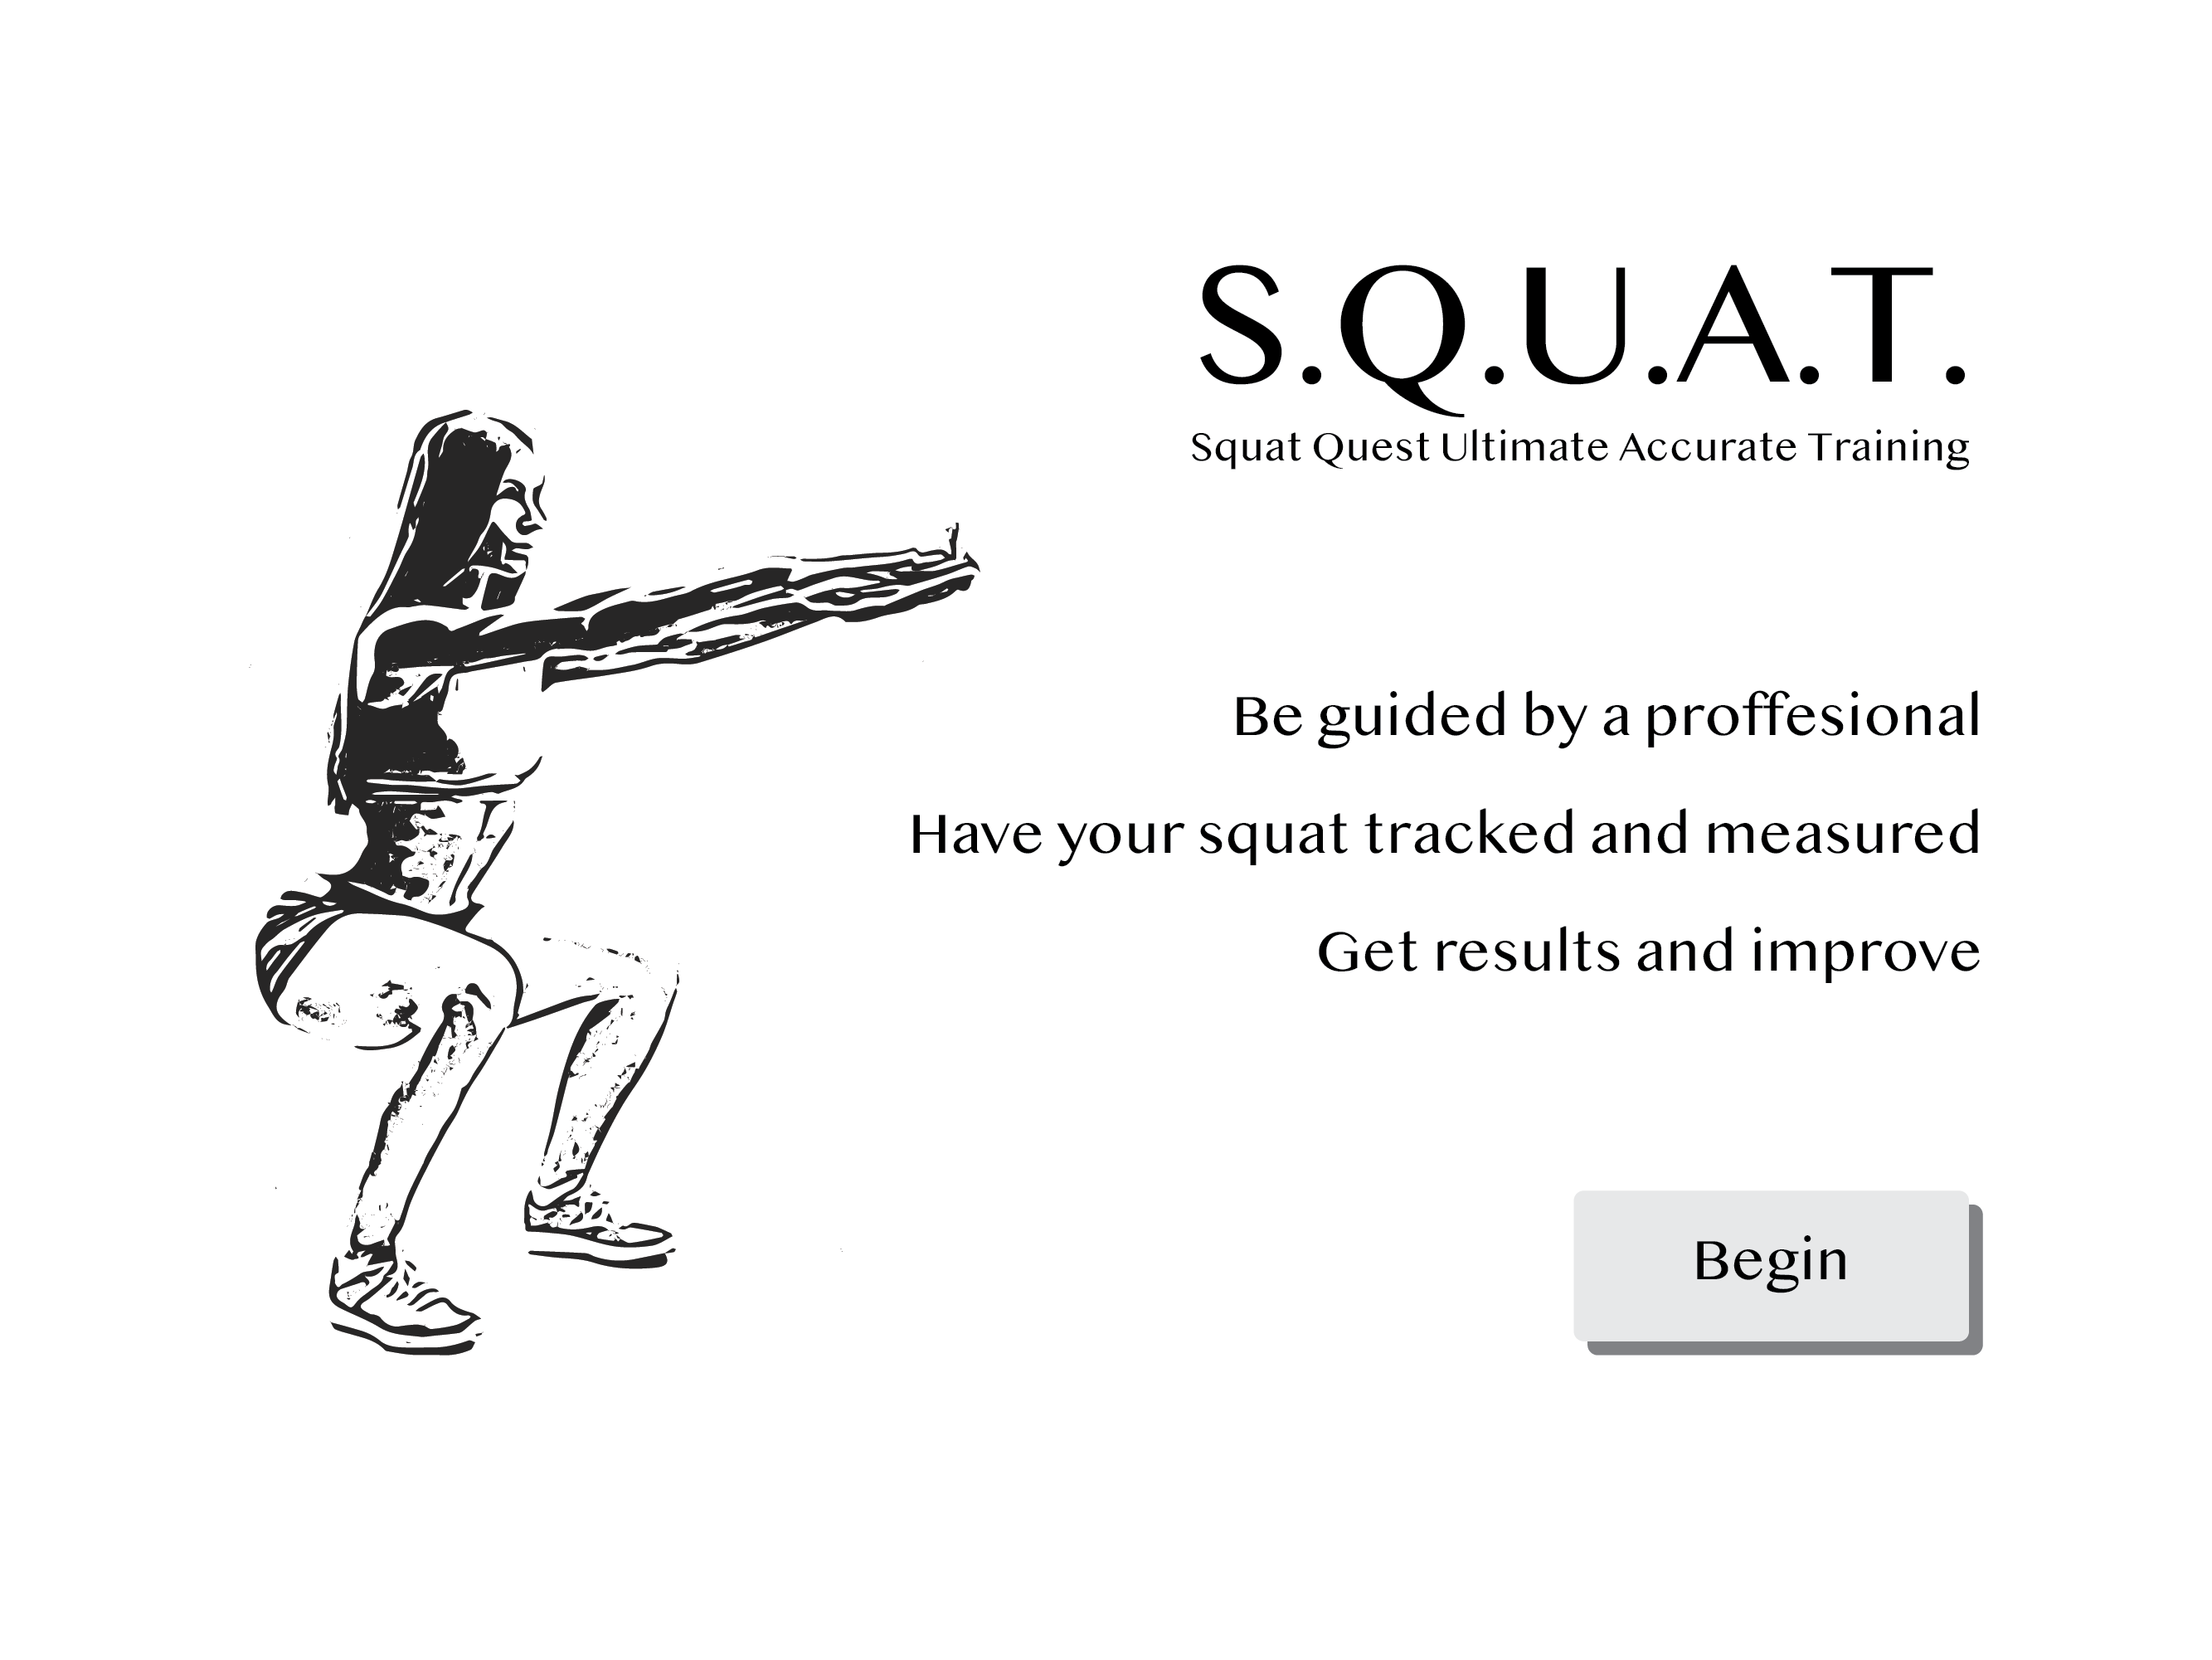 S.Q.U.A.T.
Squat Quest Ultimate Accurate Training
Be guided by a proffesional
Have your squat tracked and measured
Get results and improve
Begin